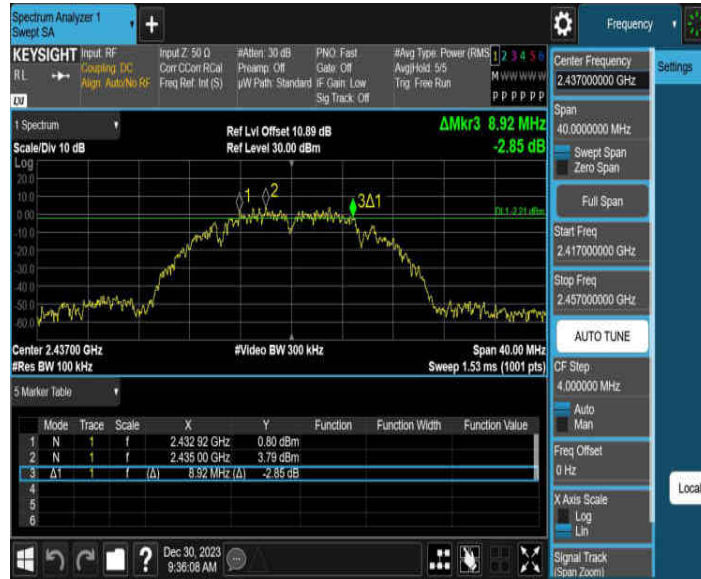 Spectrum Analyzer 1
Swept SA
+
Frequency
KEYSIGHT
RL
LXI
Input: RF
Coupling: DC
Align: Auto/No RF
Input Z: 50 Ω
Corr CCorr RCal
Freq Ref: Int (S)
#Atten: 30 dB
Preamp: Off
µW Path: Standard
PNO: Fast
Gate: Off
IF Gain: Low
Sig Track: Off
#Avg Type: Power (RMS
Avg|Hold: 5/5
Trig: Free Run
1 2 3 4 5 6
M W W W W W
P P P P P P
1 Spectrum
Scale/Div 10 dB
Ref Lvl Offset 10.89 dB
Ref Level 30.00 dBm
ΔMkr3 8.92 MHz
-2.85 dB
Log
20.0
10.0
0.00
-10.0
-20.0
-30.0
-40.0
-50.0
-60.0
1
2
3Δ1
DL1 -2.21 dBm
Center 2.43700 GHz
#Res BW 100 kHz
#Video BW 300 kHz
Span 40.00 MHz
Sweep 1.53 ms (1001 pts)
5 Marker Table
Mode Trace Scale X Y Function Function Width Function Value
1 N 1 f 2.432 92 GHz 0.80 dBm
2 N 1 f 2.435 00 GHz 3.79 dBm
3 Δ1 1 f (Δ) 8.92 MHz (Δ) -2.85 dB
4
5
6
?
Dec 30, 2023
9:36:08 AM
Center Frequency
2.437000000 GHz
Span
40.0000000 MHz
Swept Span
Zero Span
Full Span
Start Freq
2.417000000 GHz
Stop Freq
2.457000000 GHz
AUTO TUNE
CF Step
4.000000 MHz
Auto
Man
Freq Offset
0 Hz
X Axis Scale
Log
Lin
Signal Track
(Span Zoom)
Settings
Local